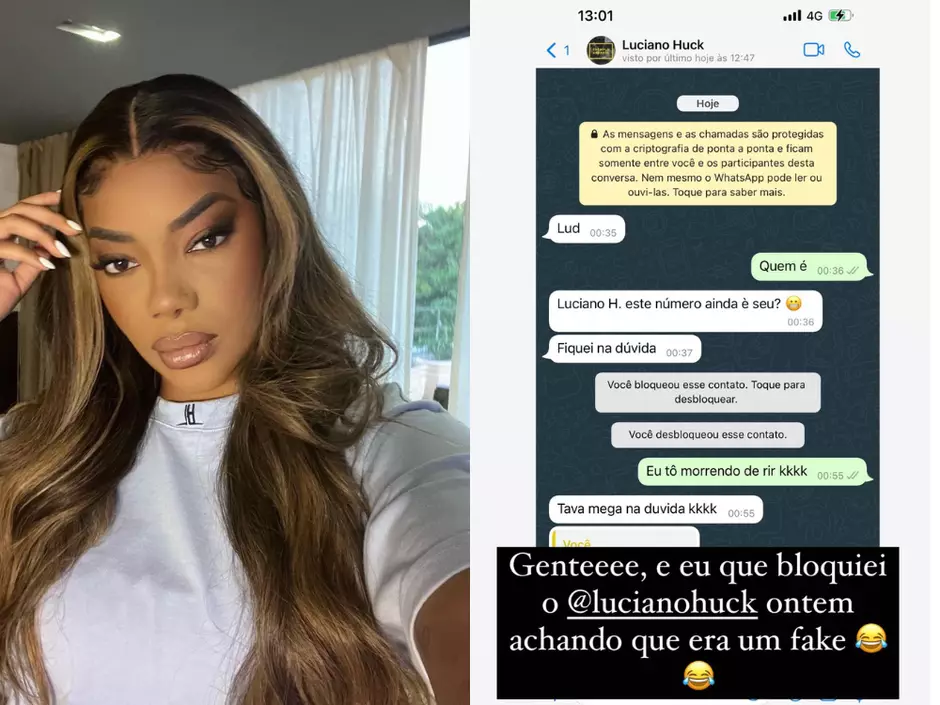 13:01
4G
1
Luciano Huck
visto por último hoje às 12:47
Hoje
As mensagens e as chamadas são protegidas
com a criptografia de ponta a ponta e ficam
somente entre você e os participantes desta
conversa. Nem mesmo o WhatsApp pode ler ou
ouvi-las. Toque para saber mais.
Lud 00:35
Quem é 00:36
Luciano H. este número ainda è seu? 😁
00:36
Fiquei na dúvida 00:37
Você bloqueou esse contato. Toque para
desbloquear.
Você desbloqueou esse contato.
Eu tô morrendo de rir kkkk 00:55
Tava mega na duvida kkkk 00:55
Você
Genteeee, e eu que bloquiei
o @lucianohuck ontem
achando que era um fake 😂
😂